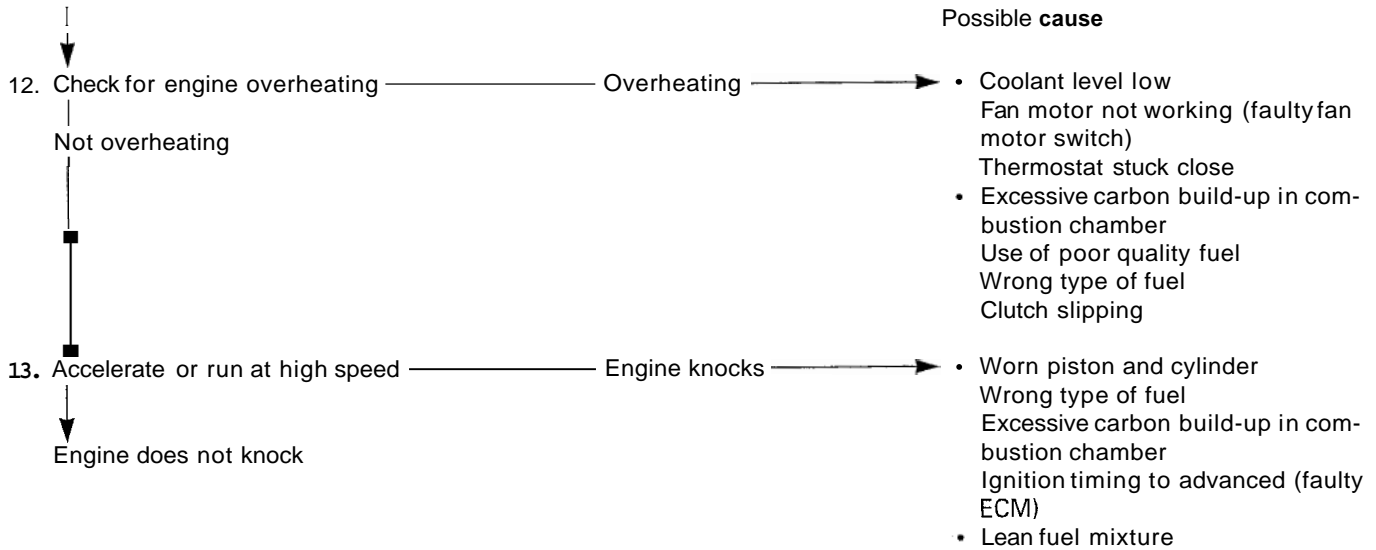 Possible cause
12. Check for engine overheating Overheating • Coolant level low
Fan motor not working (faulty fan
Not overheating motor switch)
Thermostat stuck close
• Excessive carbon build-up in com-
bustion chamber
Use of poor quality fuel
Wrong type of fuel
Clutch slipping
13. Accelerate or run at high speed Engine knocks • Worn piston and cylinder
Wrong type of fuel
Excessive carbon build-up in com-
Engine does not knock bustion chamber
Ignition timing to advanced (faulty
ECM)
• Lean fuel mixture